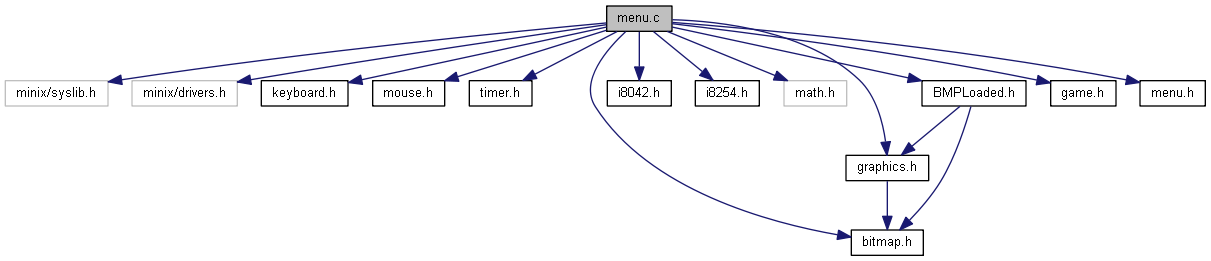 menu.c
minix/syslib.h
minix/drivers.h
keyboard.h
mouse.h
timer.h
i8042.h
i8254.h
math.h
BMPLoaded.h
game.h
menu.h
graphics.h
bitmap.h